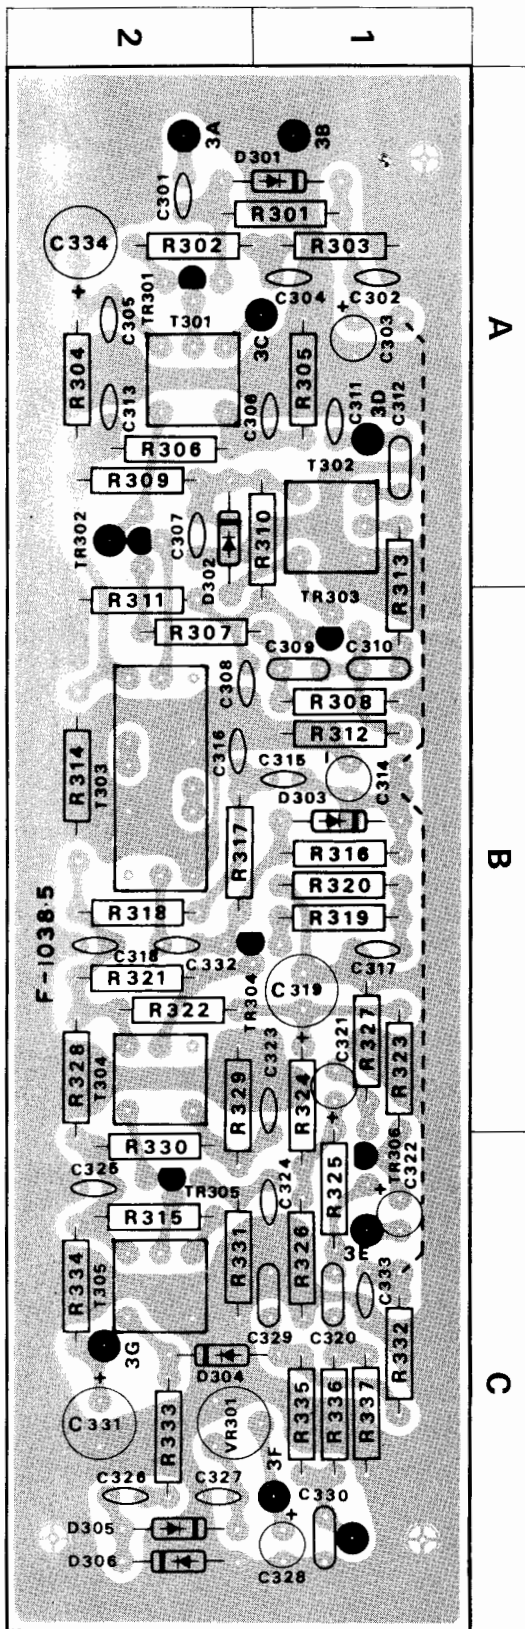 2 1
3A 3B
D301
C301
R301
C334 R302 R303
+
TR301
C304 C302
C305
T301
+
3C
C303
A
R304
R305
C313
C306
C311
3D
C312
R306
T302
R309
TR302
C307
R310
D302
R313
R311
TR303
R307
C309 C310
C308
R308
R312
C316
R314
T303
C315
-
C314
D303
R317
R316
B
R320
F-1038-5
R318
R319
C318
C332
C317
R321
TR304
C319
R322
+
C323
C321
R327
R328
T304
R329
R324
R323
+
R330
C325
TR305
C324
R325
TR306
C322
+
R315
R334
T305
R331
R326
3E
C333
C329 C320
3G
R332
D304
C
+
C331
R333
VR301
R335
R336
R337
3F
C326 C327
C330
+
D305
D306
C328